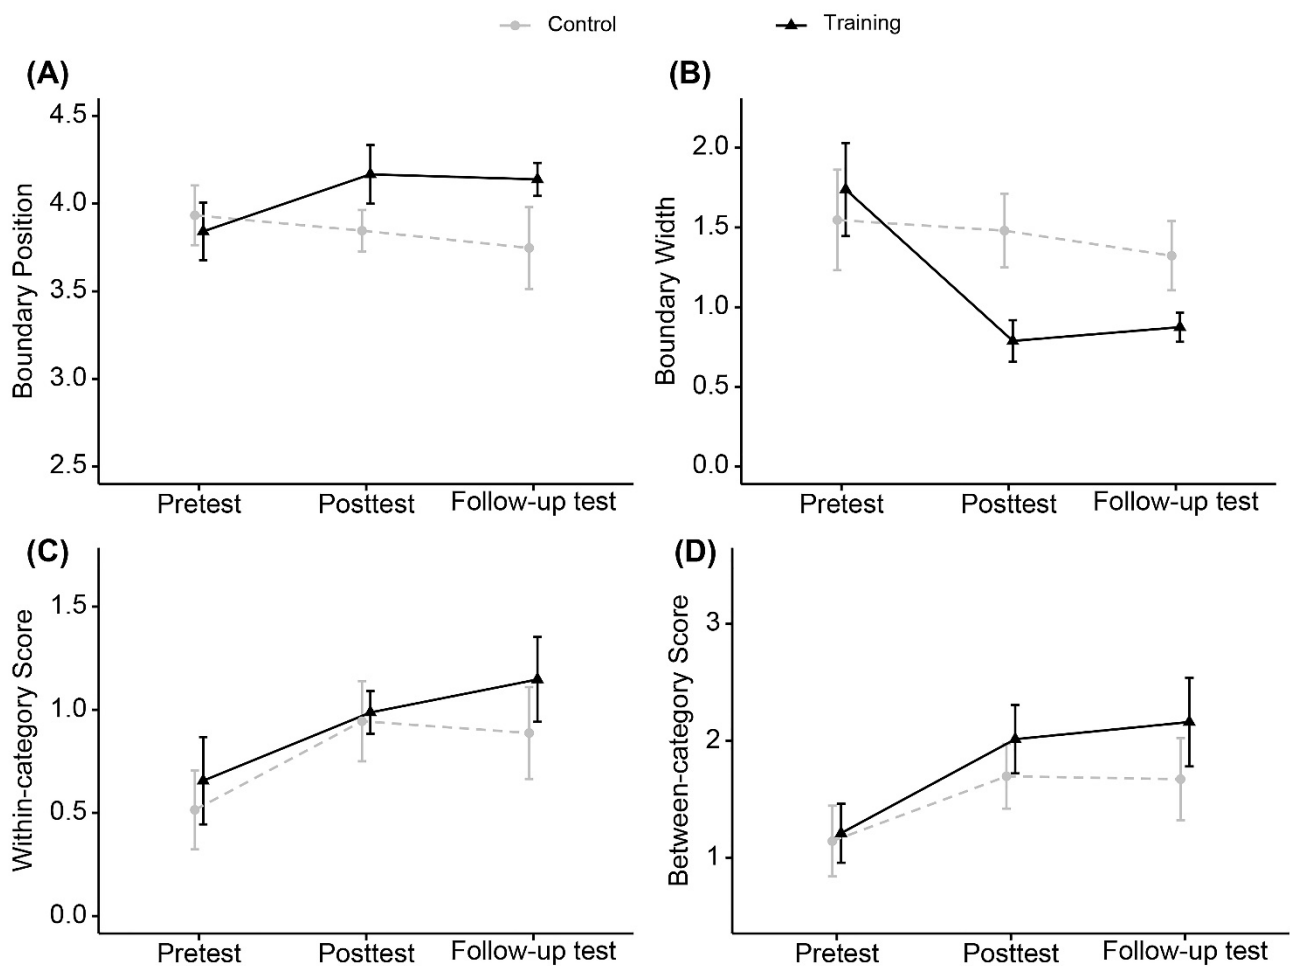 Control
Training
(A)
(B)
4.5
4.0
3.5
3.0
2.5
Boundary Position
Pretest
Posttest
Follow-up test
2.0
1.5
1.0
0.5
0.0
Boundary Width
Pretest
Posttest
Follow-up test
(C)
(D)
1.5
1.0
0.5
0.0
Within-category Score
Pretest
Posttest
Follow-up test
3
2
1
Between-category Score
Pretest
Posttest
Follow-up test